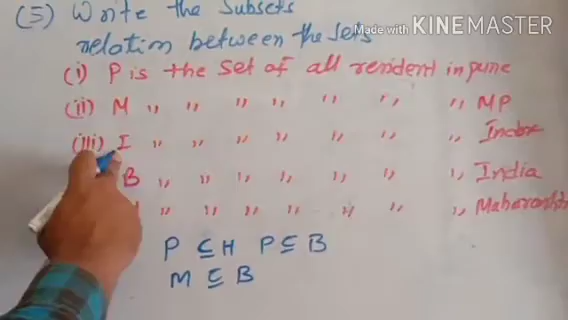 (5) Write the Subsets
relation between the sets
(i) P is the set of all resident in pune
(ii) M ,, ,, ,, ,, ,, ,, ,, MP
(iii) I ,, ,, ,, ,, ,, ,, ,, Indore
B ,, ,, ,, ,, ,, ,, ,, India
,, ,, ,, ,, ,, ,, ,, Maharashtra
P ⊆ H P ⊆ B
M ⊆ B
Made with KINEMASTER